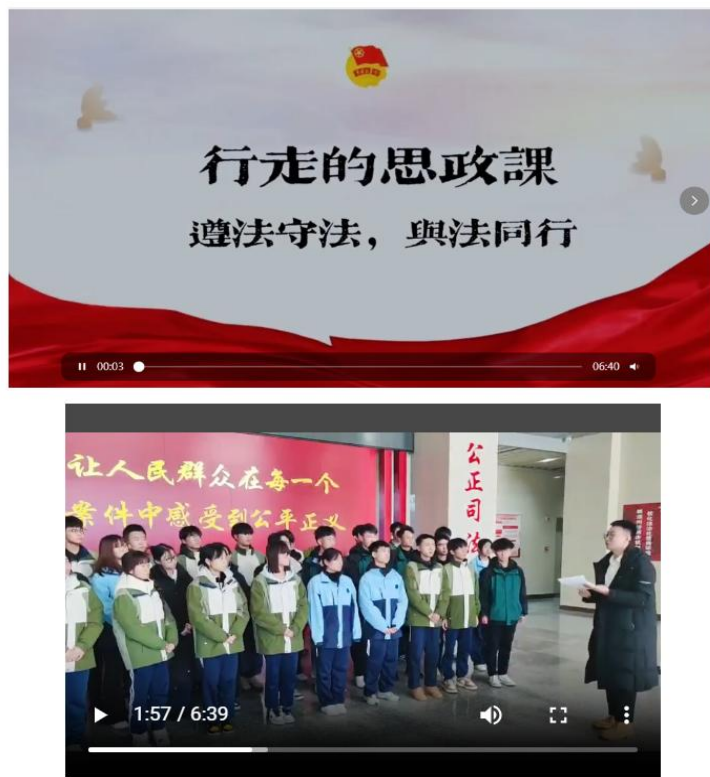 行走的思政課
遵法守法，與法同行
00:03
06:40
让人民群众在每一个
案件中感受到公平正义
公正司法
1:57 / 6:39